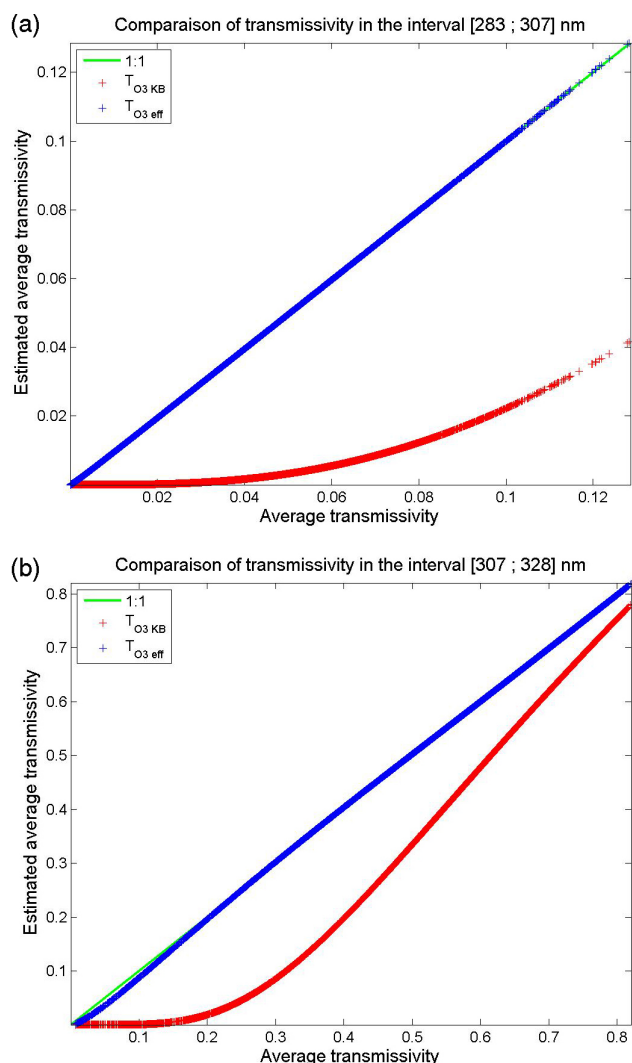 (a)
Comparaison of transmissivity in the interval [283 ; 307] nm
1:1
T O3 KB
T O3 eff
0.12
0.1
0.08
0.06
0.04
0.02
Estimated average transmissivity
0.02 0.04 0.06 0.08 0.1 0.12
Average transmissivity
(b)
Comparaison of transmissivity in the interval [307 ; 328] nm
1:1
T O3 KB
T O3 eff
0.8
0.7
0.6
0.5
0.4
0.3
0.2
0.1
Estimated average transmissivity
0.1 0.2 0.3 0.4 0.5 0.6 0.7 0.8
Average transmissivity